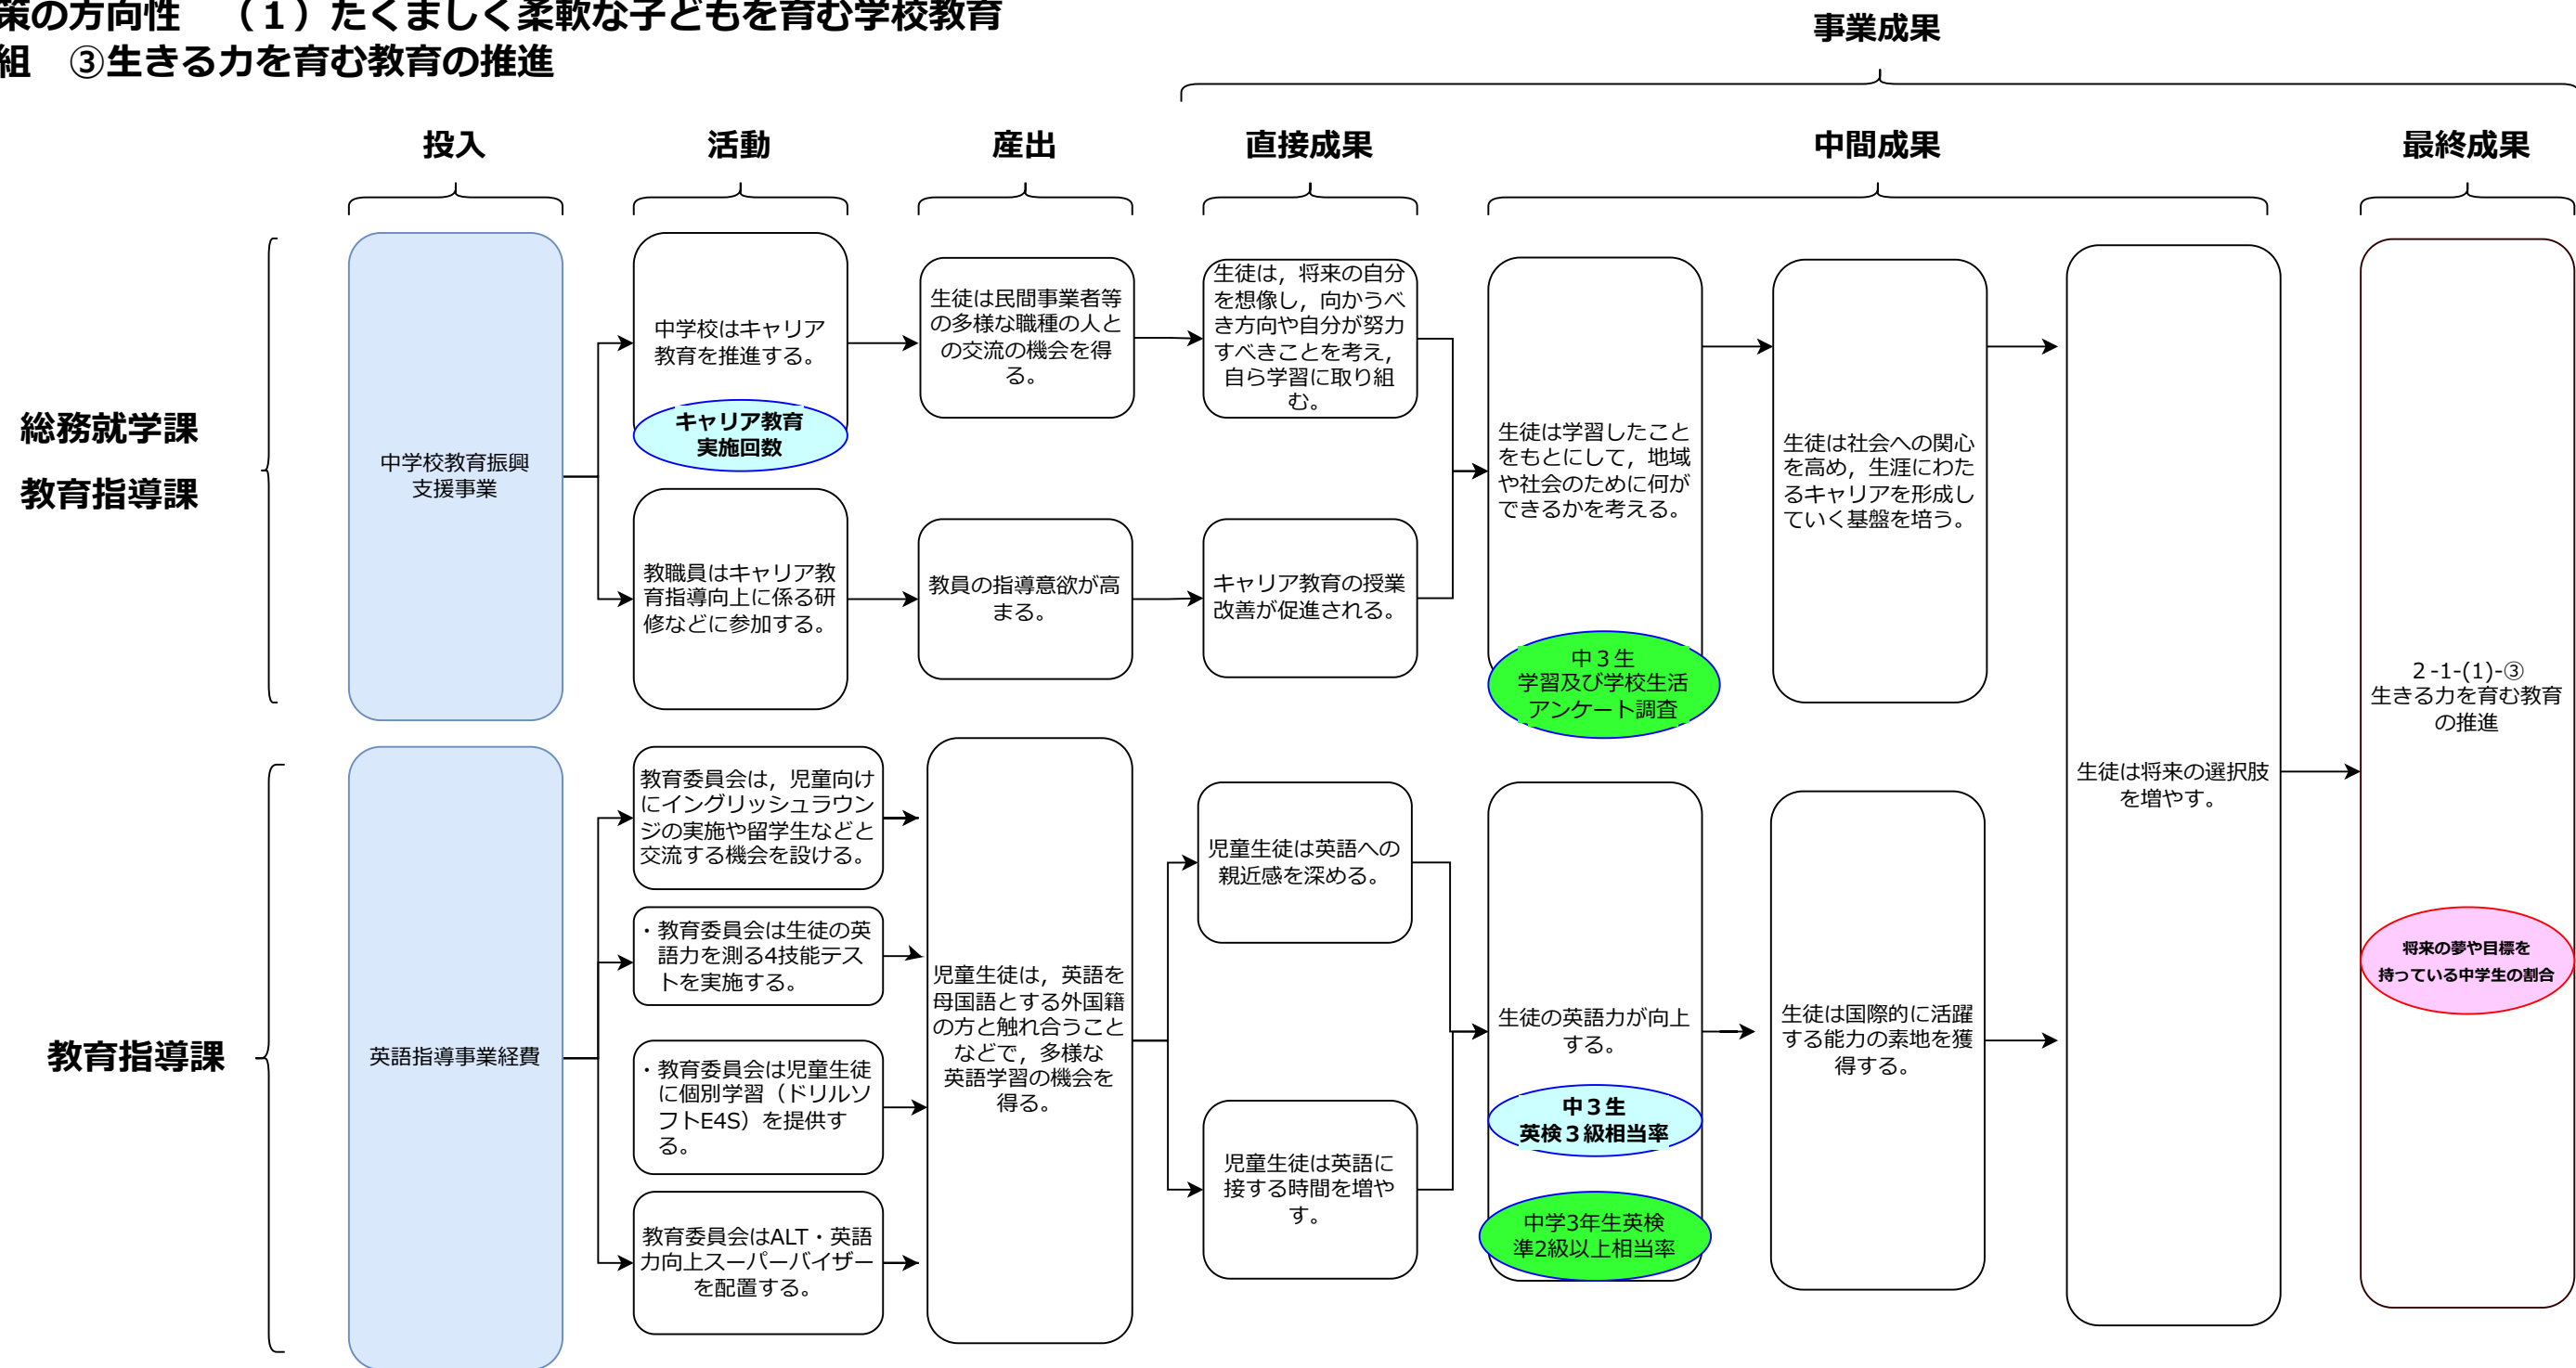 策の方向性　（１）たくましく柔軟な子どもを育む学校教育
組　③生きる力を育む教育の推進
事業成果
投入
活動
産出
直接成果
中間成果
最終成果
総務就学課
教育指導課
中学校教育振興
支援事業
中学校はキャリア
教育を推進する。
キャリア教育
実施回数
教職員はキャリア教
育指導向上に係る研
修などに参加する。
生徒は民間事業者等
の多様な職種の人と
の交流の機会を得
る。
教員の指導意欲が高
まる。
生徒は，将来の自分
を想像し，向かうべ
き方向や自分が努力
すべきことを考え，
自ら学習に取り組
む。
キャリア教育の授業
改善が促進される。
生徒は学習したこと
をもとにして，地域
や社会のために何が
できるかを考える。
中３生
学習及び学校生活
アンケート調査
生徒は社会への関心
を高め，生涯にわた
るキャリアを形成し
ていく基盤を培う。
教育指導課
英語指導事業経費
教育委員会は，児童向け
にイングリッシュラウン
ジの実施や留学生などと
交流する機会を設ける。
・教育委員会は生徒の英
語力を測る4技能テス
トを実施する。
・教育委員会は児童生徒
に個別学習（ドリルソ
フトE4S）を提供す
る。
教育委員会はALT・英語
力向上スーパーバイザー
を配置する。
児童生徒は，英語を
母国語とする外国籍
の方と触れ合うこと
などで，多様な
英語学習の機会を
得る。
児童生徒は英語への
親近感を深める。
児童生徒は英語に
接する時間を増や
す。
生徒の英語力が向上
する。
中３生
英検３級相当率
中学3年生英検
準2級以上相当率
生徒は国際的に活躍
する能力の素地を獲
得する。
生徒は将来の選択肢
を増やす。
２-1-(1)-③
生きる力を育む教育
の推進
将来の夢や目標を
持っている中学生の割合